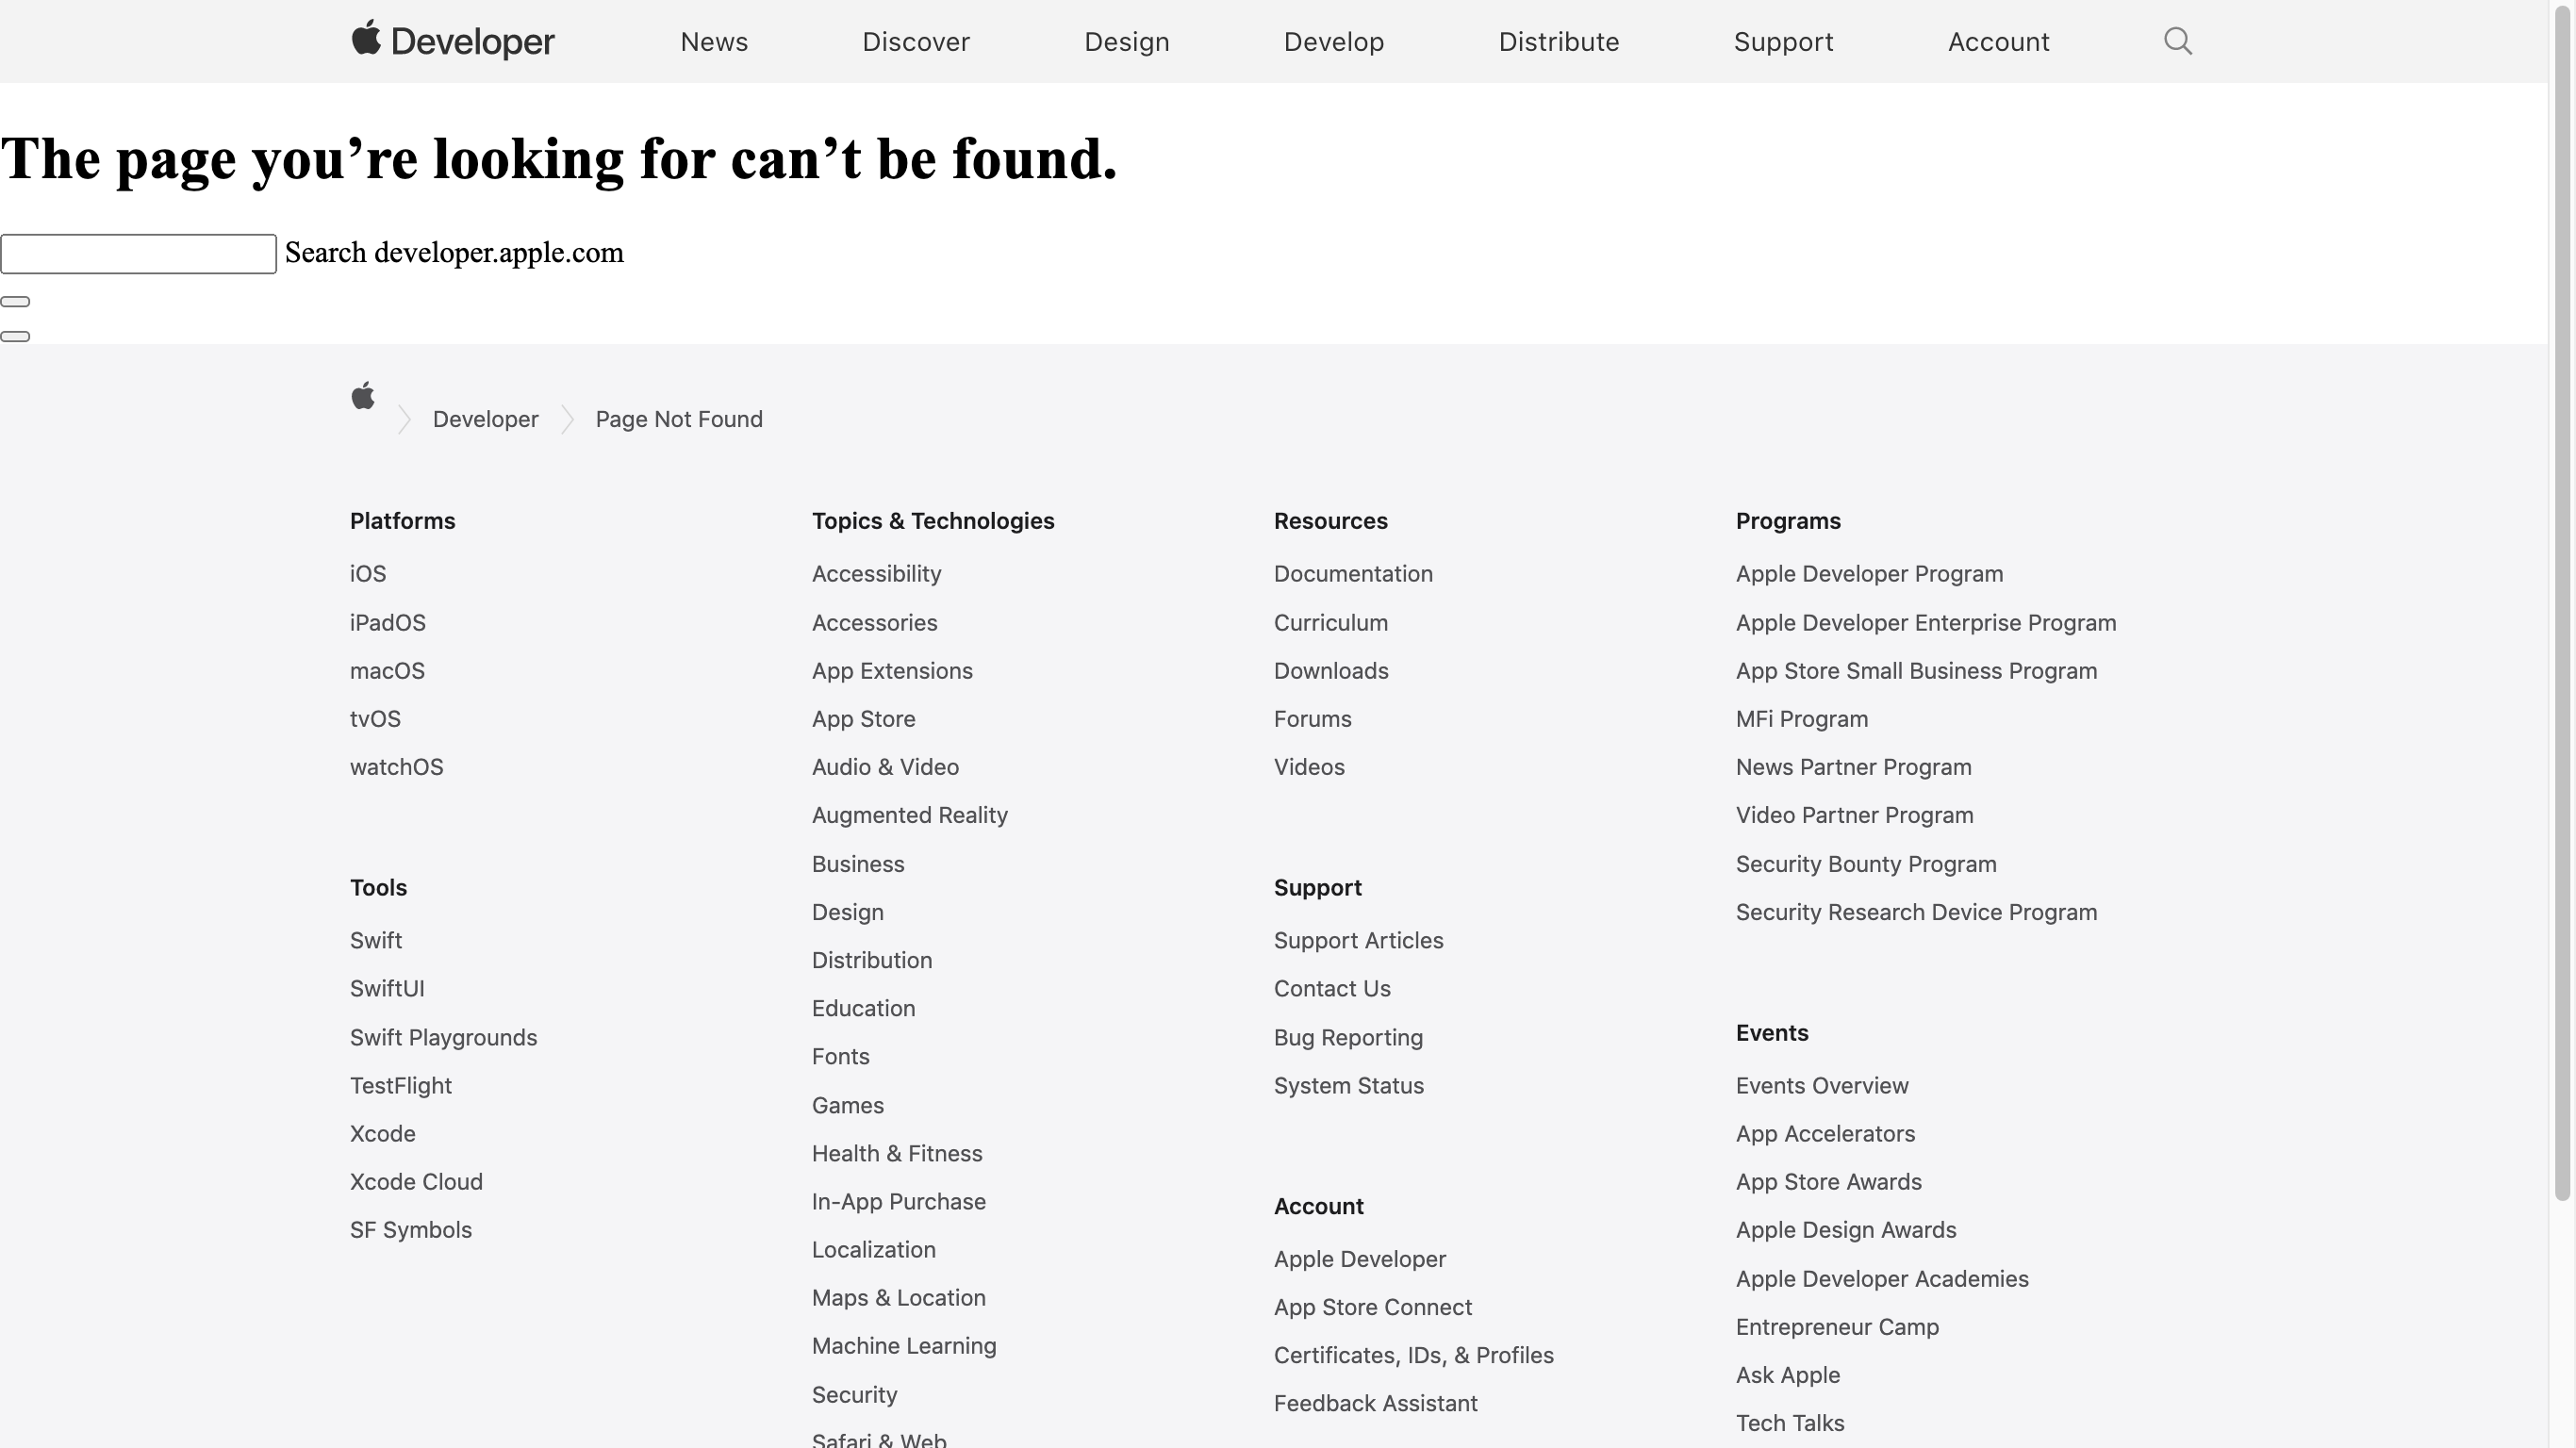 Developer
News
Discover
Design
Develop
Distribute
Support
Account
The page you’re looking for can’t be found.
Search developer.apple.com
Developer
Page Not Found
Platforms
iOS
iPadOS
macOS
tvOS
watchOS
Tools
Swift
SwiftUI
Swift Playgrounds
TestFlight
Xcode
Xcode Cloud
SF Symbols
Topics & Technologies
Accessibility
Accessories
App Extensions
App Store
Audio & Video
Augmented Reality
Business
Design
Distribution
Education
Fonts
Games
Health & Fitness
In-App Purchase
Localization
Maps & Location
Machine Learning
Security
Safari & Web
Resources
Documentation
Curriculum
Downloads
Forums
Videos
Support
Support Articles
Contact Us
Bug Reporting
System Status
Account
Apple Developer
App Store Connect
Certificates, IDs, & Profiles
Feedback Assistant
Programs
Apple Developer Program
Apple Developer Enterprise Program
App Store Small Business Program
MFi Program
News Partner Program
Video Partner Program
Security Bounty Program
Security Research Device Program
Events
Events Overview
App Accelerators
App Store Awards
Apple Design Awards
Apple Developer Academies
Entrepreneur Camp
Ask Apple
Tech Talks